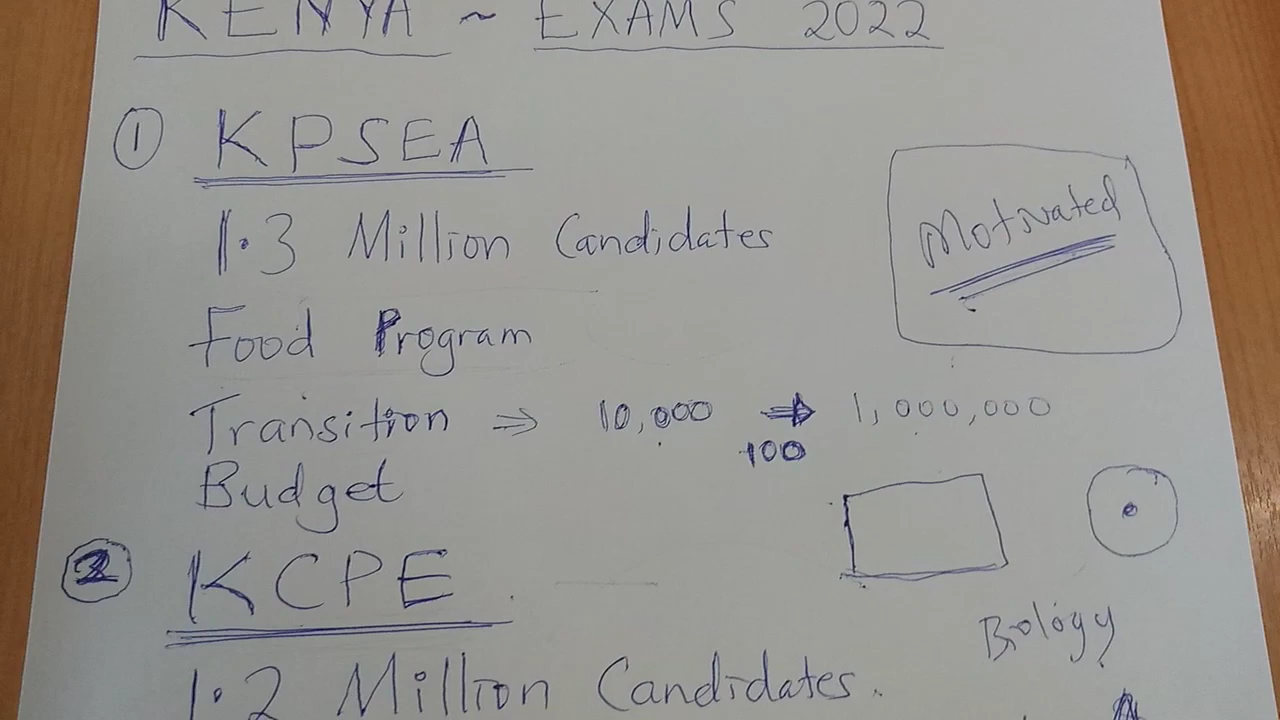 KENYA ~ EXAMS 2022
① KPSEA
1.3 Million Candidates
Motivated
Food Program
Transition ⇒ 10,000 ⇒ 1,000,000
100
Budget
② KCPE
Biology
1.2 Million Candidates.